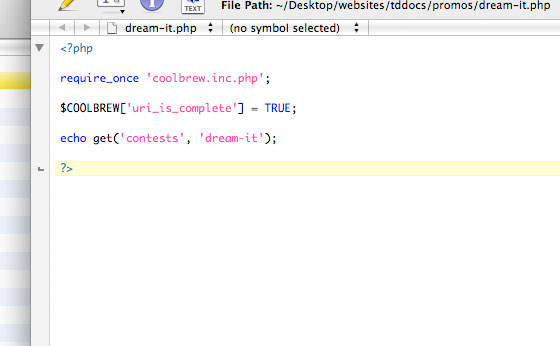 File Path: ~/Desktop/websites/tddocs/promos/dream-it.php
TEXT
dream-it.php
(no symbol selected)
<?php
require_once 'coolbrew.inc.php';
$COOLBREW['uri_is_complete'] = TRUE;
echo get('contests', 'dream-it');
?>